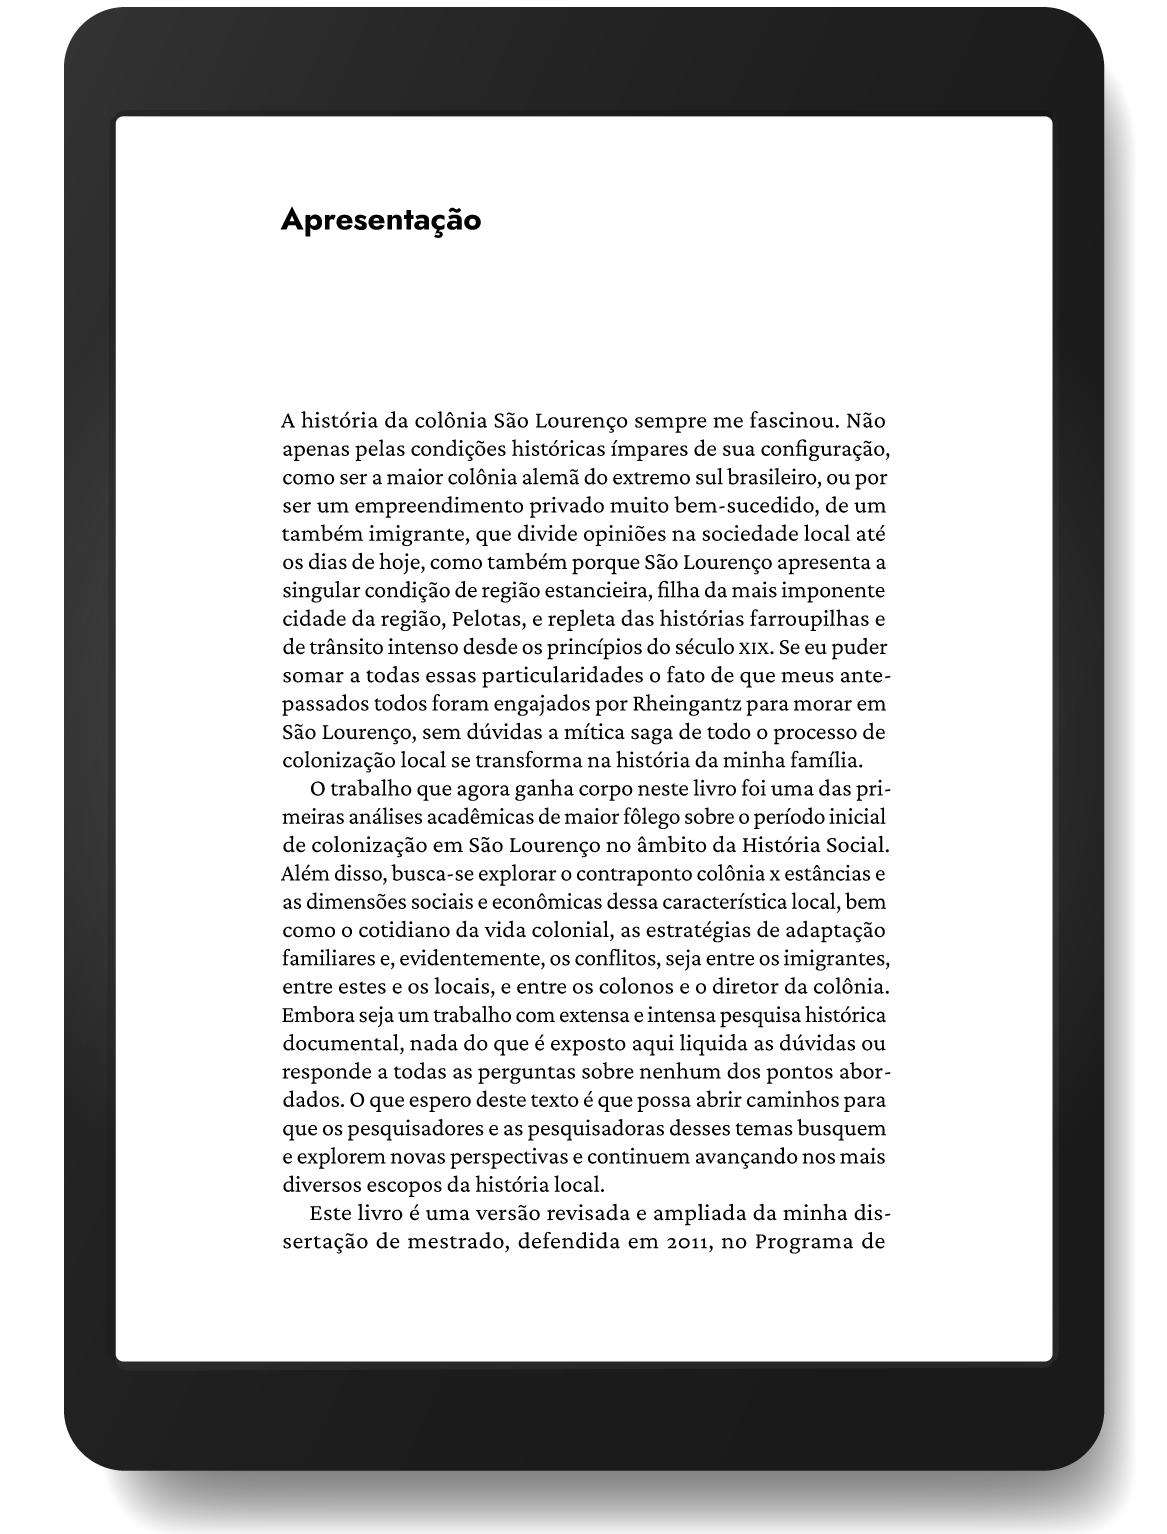 Apresentação
A história da colônia São Lourenço sempre me fascinou. Não
apenas pelas condições históricas ímpares de sua configuração,
como ser a maior colônia alemã do extremo sul brasileiro, ou por
ser um empreendimento privado muito bem-sucedido, de um
também imigrante, que divide opiniões na sociedade local até
os dias de hoje, como também porque São Lourenço apresenta a
singular condição de região estancieira, filha da mais imponente
cidade da região, Pelotas, e repleta das histórias farroupilhas e
de trânsito intenso desde os princípios do século XIX. Se eu puder
somar a todas essas particularidades o fato de que meus ante-
passados todos foram engajados por Rheingantz para morar em
São Lourenço, sem dúvidas a mítica saga de todo o processo de
colonização local se transforma na história da minha família.
O trabalho que agora ganha corpo neste livro foi uma das pri-
meiras análises acadêmicas de maior fôlego sobre o período inicial
de colonização em São Lourenço no âmbito da História Social.
Além disso, busca-se explorar o contraponto colônia x estâncias e
as dimensões sociais e econômicas dessa característica local, bem
como o cotidiano da vida colonial, as estratégias de adaptação
familiares e, evidentemente, os conflitos, seja entre os imigrantes,
entre estes e os locais, e entre os colonos e o diretor da colônia.
Embora seja um trabalho com extensa e intensa pesquisa histórica
documental, nada do que é exposto aqui liquida as dúvidas ou
responde a todas as perguntas sobre nenhum dos pontos abor-
dados. O que espero deste texto é que possa abrir caminhos para
que os pesquisadores e as pesquisadoras desses temas busquem
e explorem novas perspectivas e continuem avançando nos mais
diversos escopos da história local.
Este livro é uma versão revisada e ampliada da minha dis-
sertação de mestrado, defendida em 2011, no Programa de